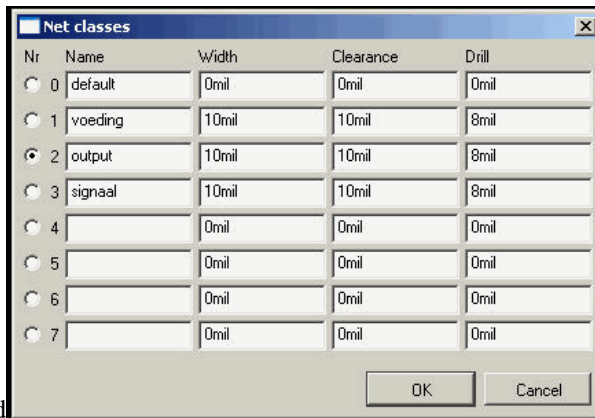 Net classes
Nr Name Width Clearance Drill
0 default 0mil 0mil 0mil
1 voeding 10mil 10mil 8mil
2 output 10mil 10mil 8mil
3 signaal 10mil 10mil 8mil
4 0mil 0mil 0mil
5 0mil 0mil 0mil
6 0mil 0mil 0mil
7 0mil 0mil 0mil
OK Cancel